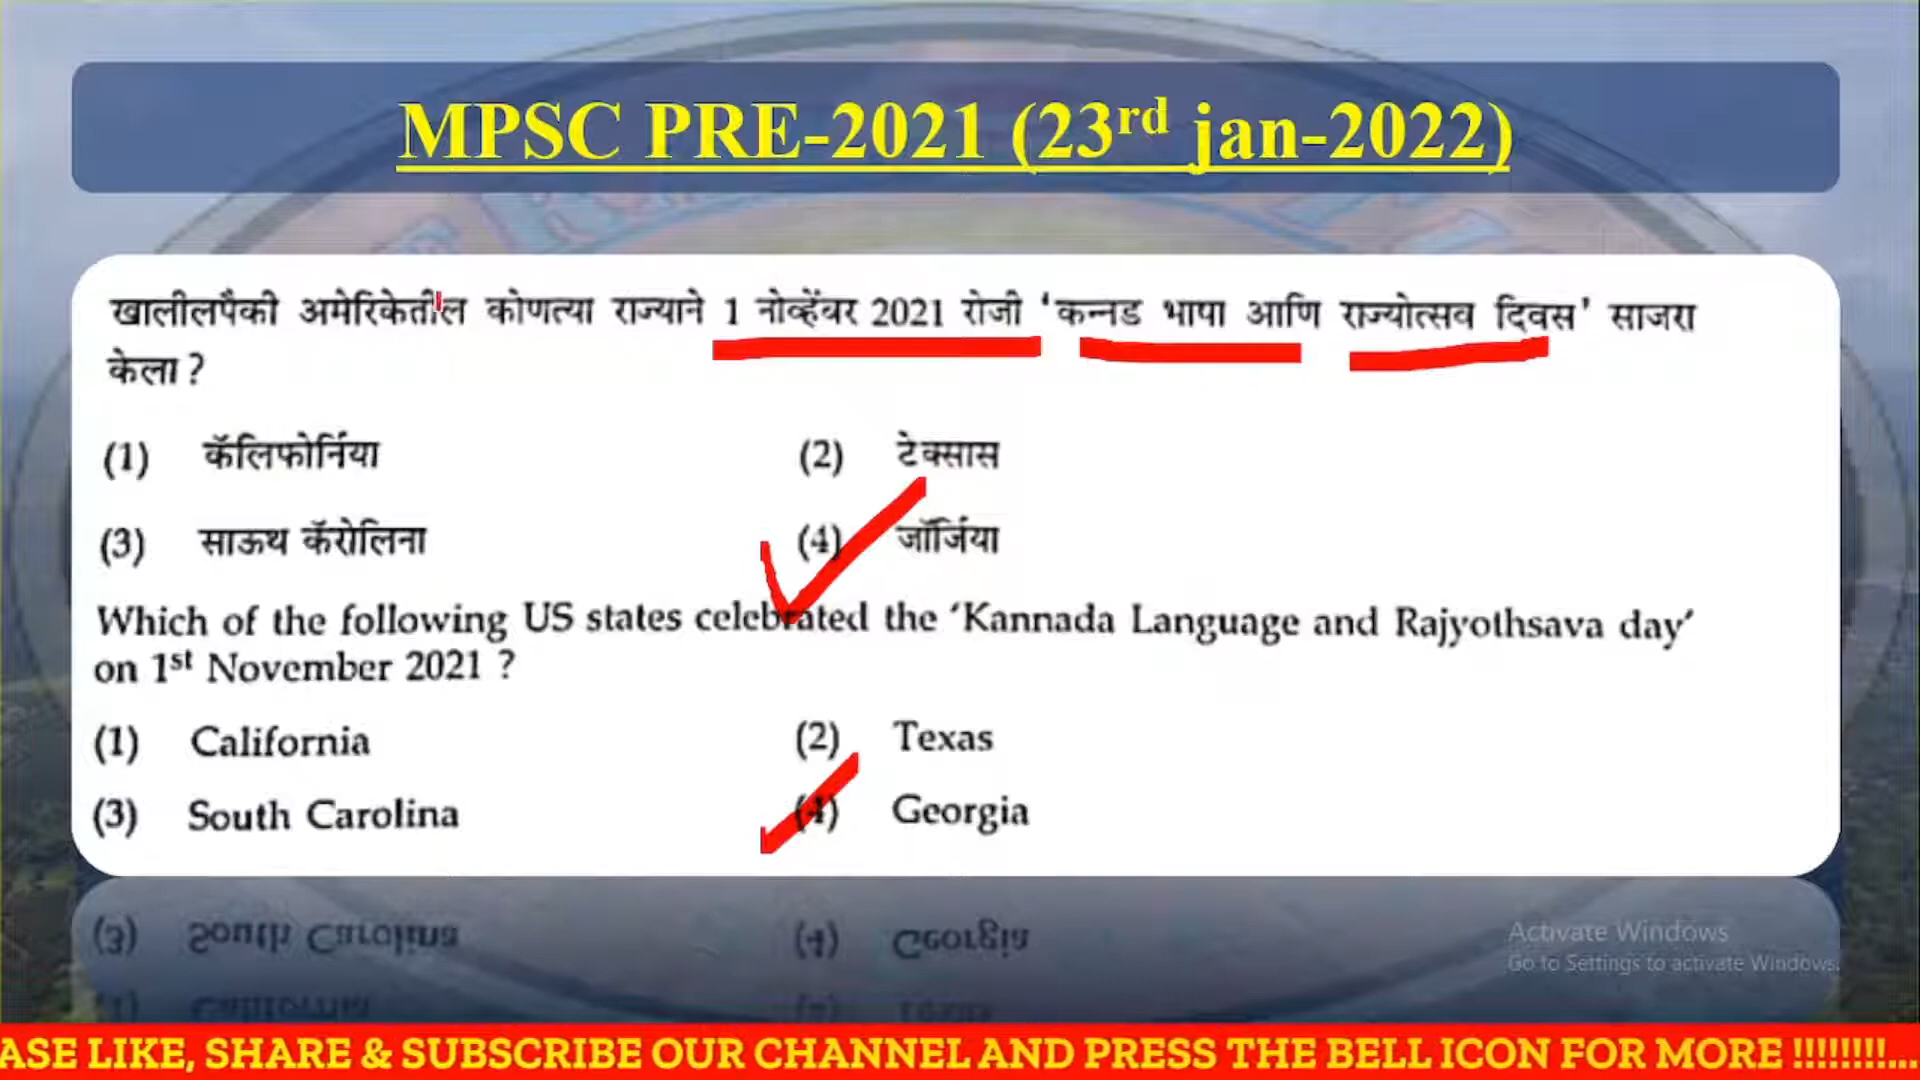 MPSC PRE-2021 (23rd jan-2022)
खालीलपैकी अमेरिकेतील कोणत्या राज्याने 1 नोव्हेंबर 2021 रोजी ‘कन्नड भाषा आणि राज्योत्सव दिवस’ साजरा
केला ?
(1) कॅलिफोर्निया (2) टेक्सास
(3) साऊथ कॅरोलिना (4) जॉर्जिया
Which of the following US states celebrated the ‘Kannada Language and Rajyothsava day’
on 1st November 2021 ?
(1) California (2) Texas
(3) South Carolina (4) Georgia
Activate Windows
Go to Settings to activate Windows.
ASE LIKE, SHARE & SUBSCRIBE OUR CHANNEL AND PRESS THE BELL ICON FOR MORE !!!!!!!!!...